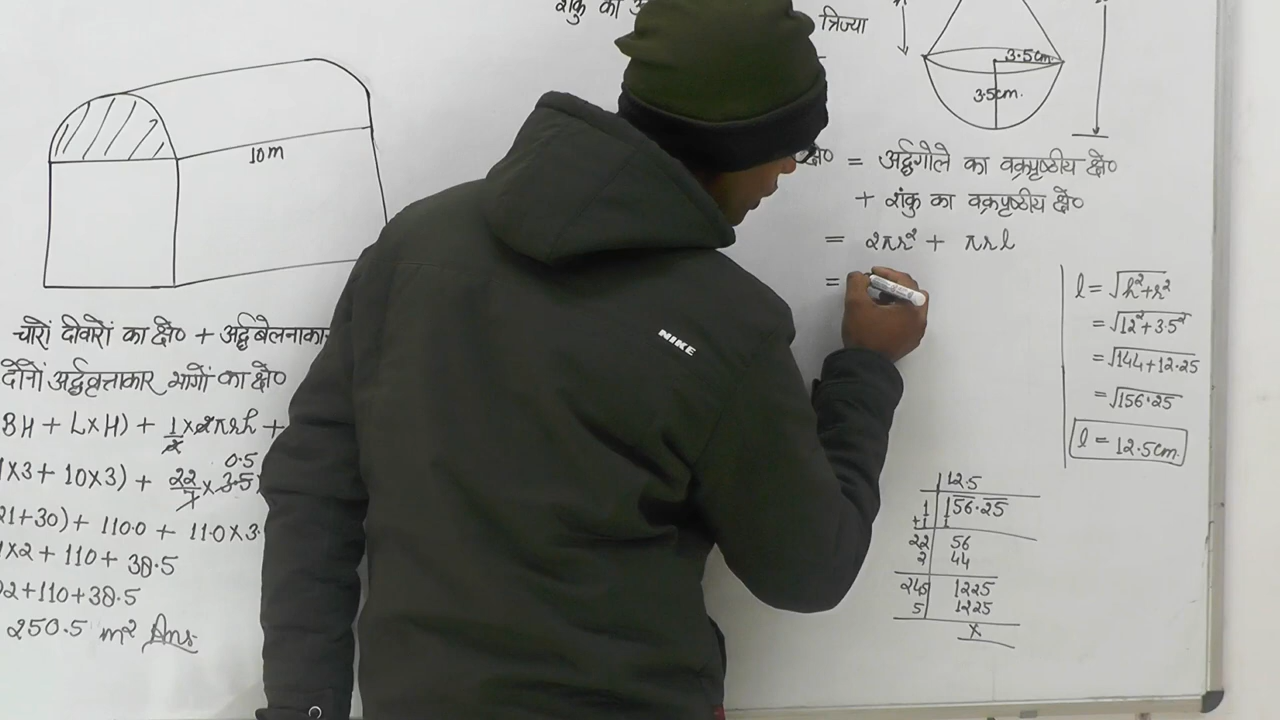 शंकु का
त्रिज्या
3.5cm.
3.5cm.
10m
चारों दीवारों का क्षे० + अर्द्धबेलनाका
दोनों अर्द्धवृत्ताकार भागों का क्षे०
BH + L×H) + 1/2 × 2πrh +
×3 + 10×3) + 22/7 × 3.5
0.5
21+30) + 110.0 + 11.0×3.
×2 + 110 + 38.5
2+110+38.5
250.5 m² Ans.
NIKE
क्षे० = अर्द्धगोले का वक्रपृष्ठीय क्षे०
+ शंकु का वक्रपृष्ठीय क्षे०
= 2πr² + πrl
=
l = √h²+r²
= √12²+3.5²
= √144+12.25
= √156.25
l = 12.5cm.
12.5
1 156.25
+1 1
22 56
2 44
245 1225
5 1225
×